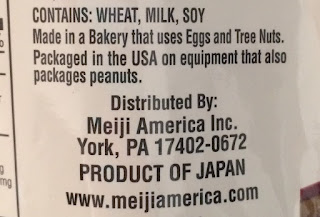 CONTAINS: WHEAT, MILK, SOY
Made in a Bakery that uses Eggs and Tree Nuts.
Packaged in the USA on equipment that also
packages peanuts.
Distributed By:
Meiji America Inc.
York, PA 17402-0672
PRODUCT OF JAPAN
www.meijiamerica.com
mg